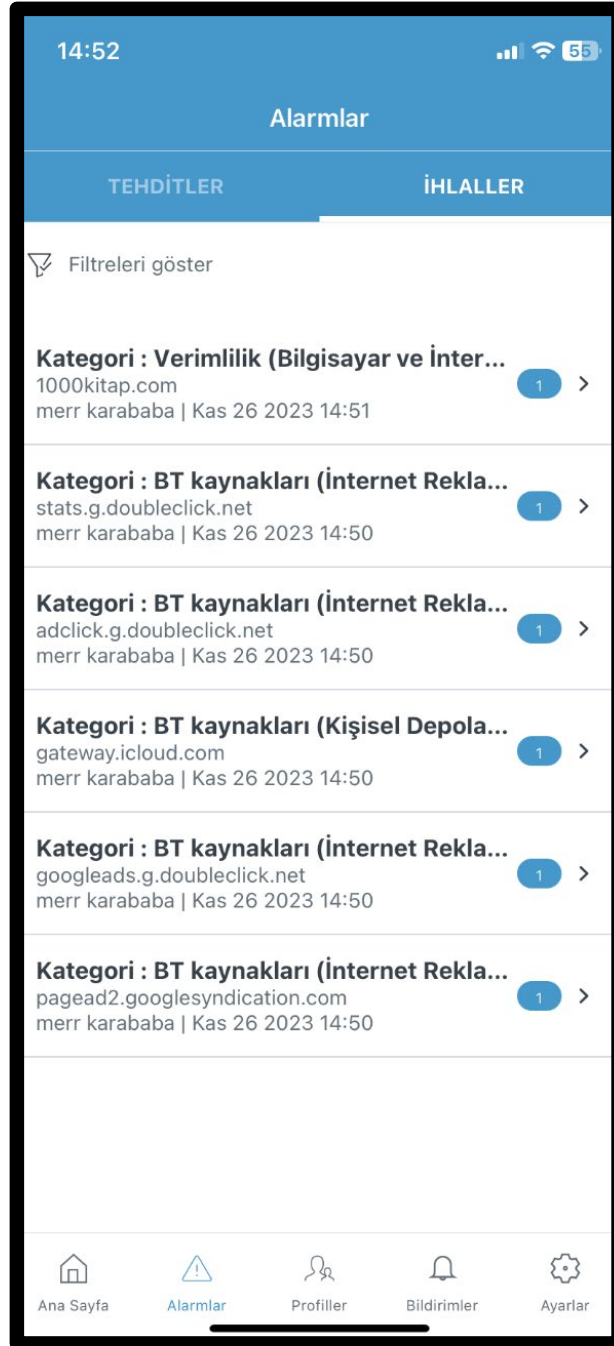 14:52
55
Alarmlar
TEHDİTLER
İHLALLER
Filtreleri göster
Kategori : Verimlilik (Bilgisayar ve İnter...
1000kitap.com
1
merr karababa | Kas 26 2023 14:51
Kategori : BT kaynakları (İnternet Rekla...
stats.g.doubleclick.net
1
merr karababa | Kas 26 2023 14:50
Kategori : BT kaynakları (İnternet Rekla...
adclick.g.doubleclick.net
1
merr karababa | Kas 26 2023 14:50
Kategori : BT kaynakları (Kişisel Depola...
gateway.icloud.com
1
merr karababa | Kas 26 2023 14:50
Kategori : BT kaynakları (İnternet Rekla...
googleads.g.doubleclick.net
1
merr karababa | Kas 26 2023 14:50
Kategori : BT kaynakları (İnternet Rekla...
pagead2.googlesyndication.com
1
merr karababa | Kas 26 2023 14:50
Ana Sayfa
Alarmlar
Profiller
Bildirimler
Ayarlar